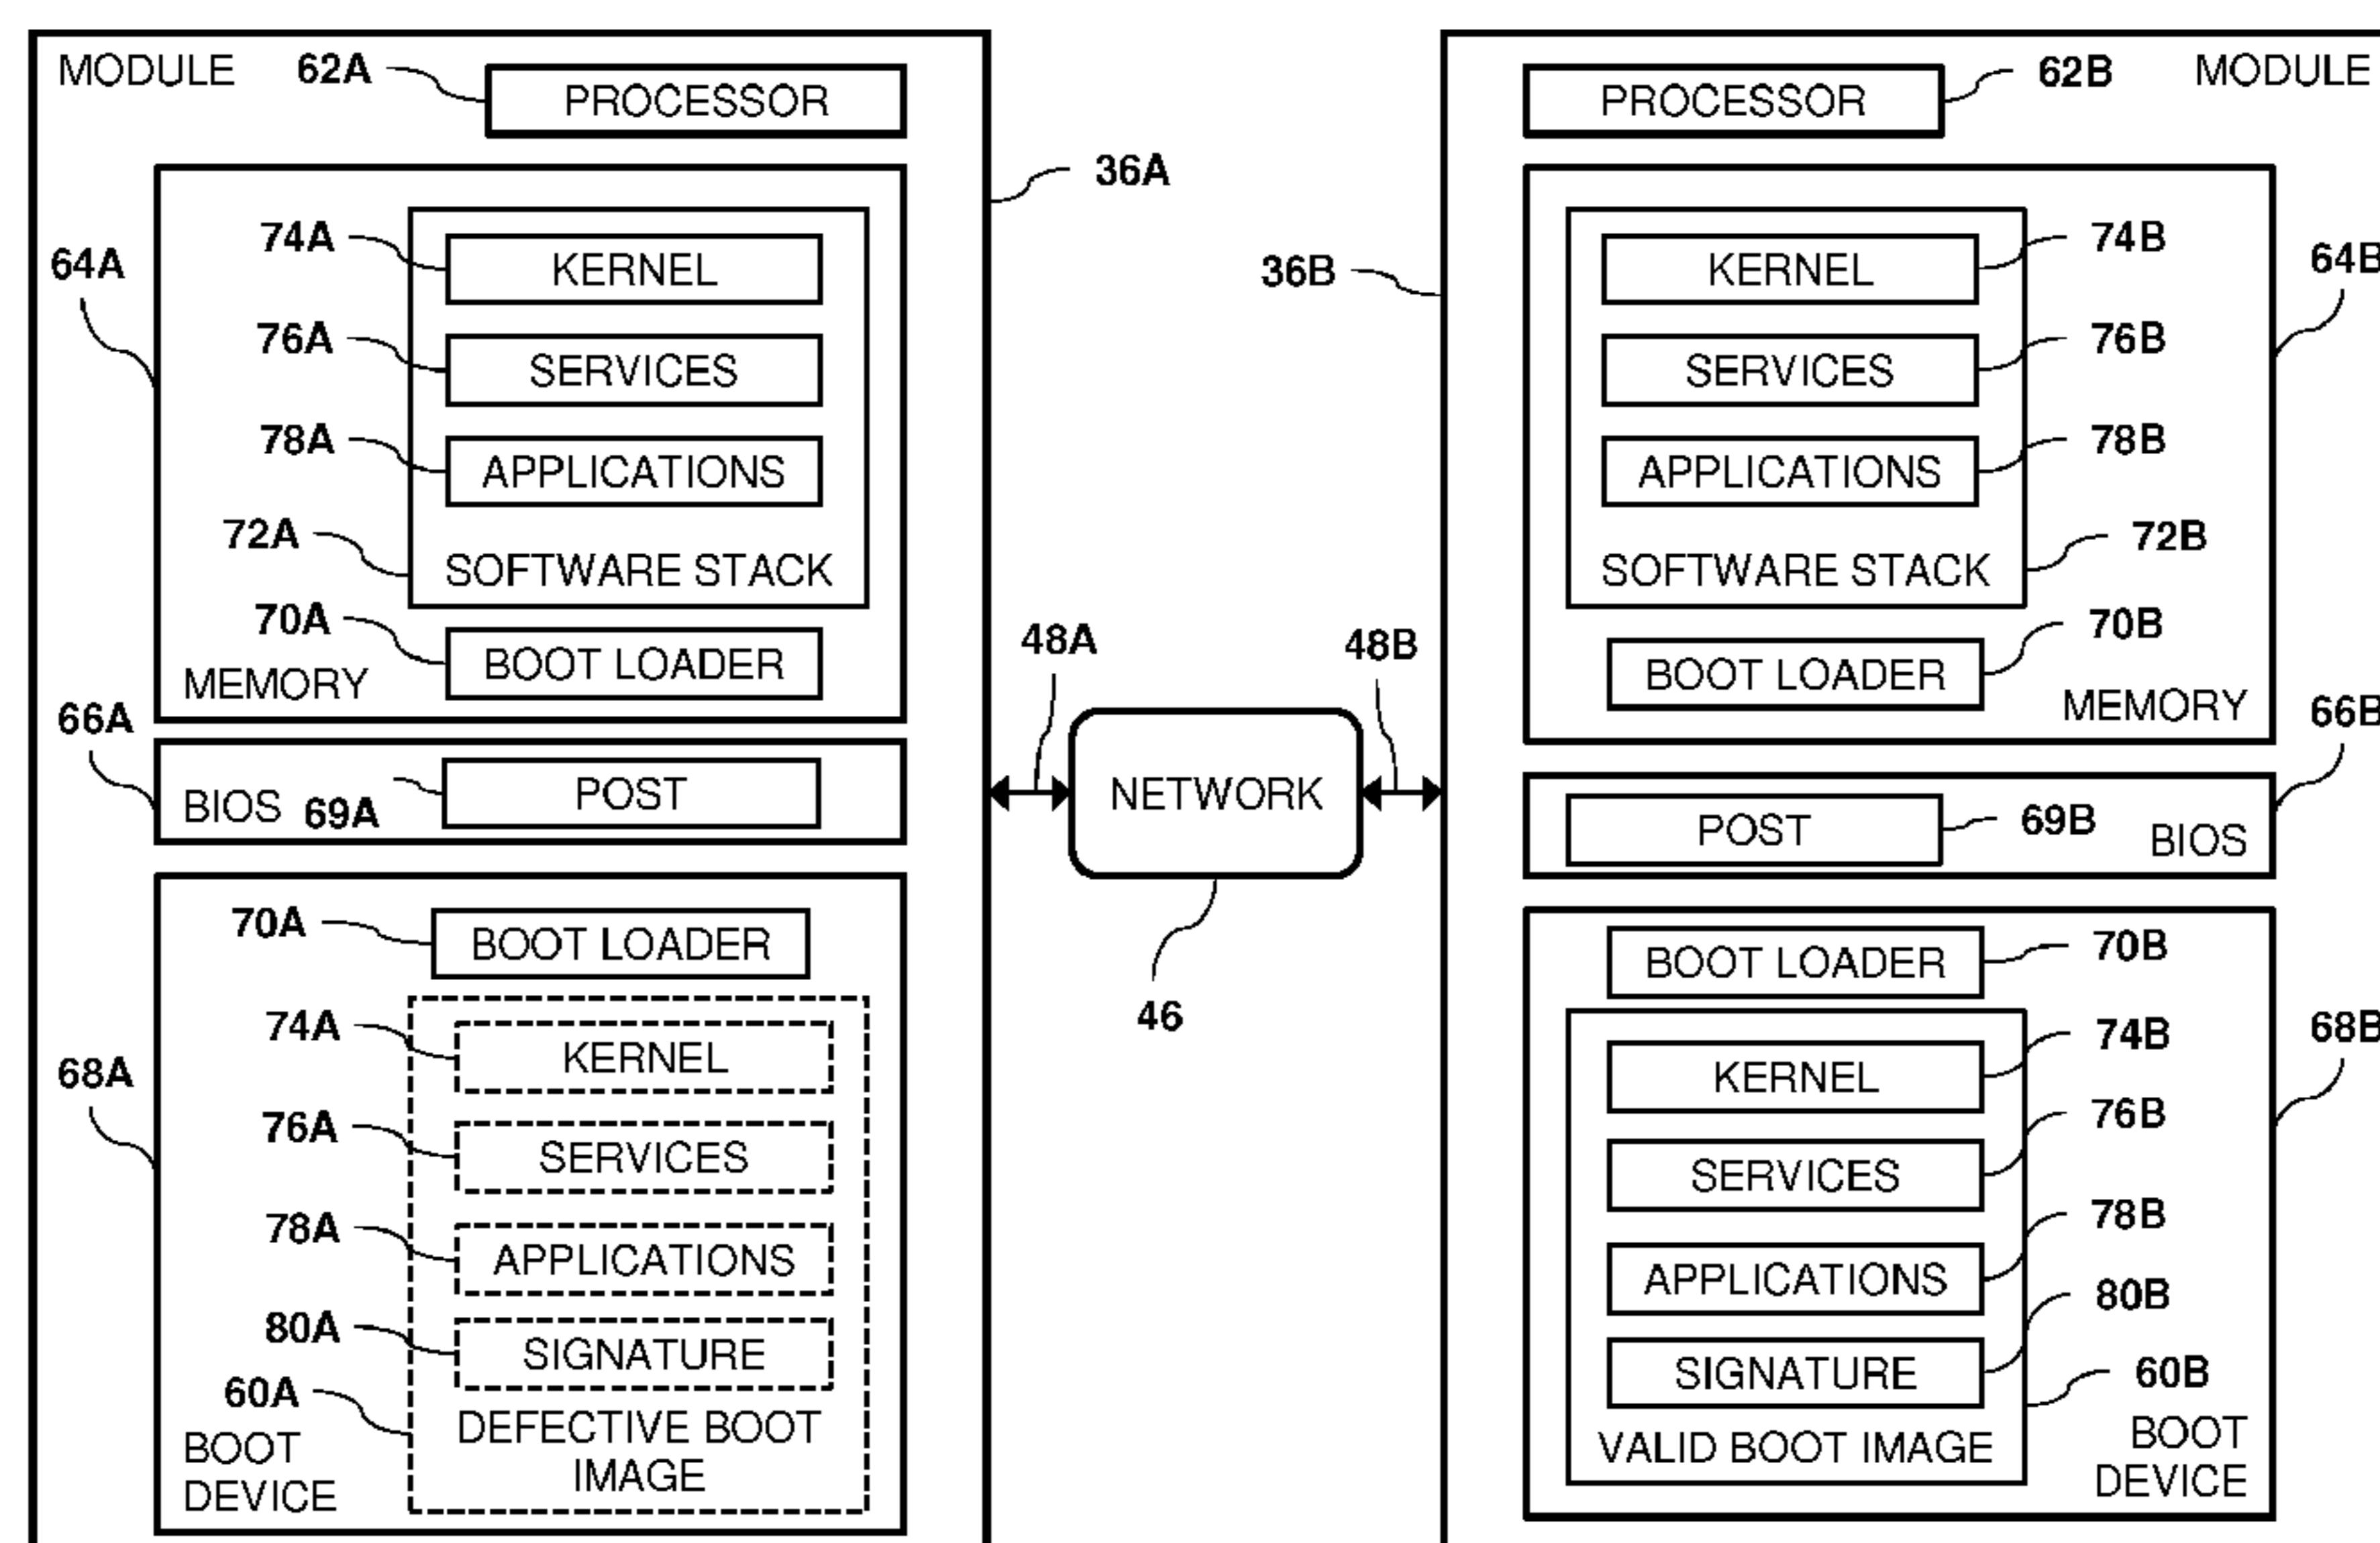 MODULE
62A
PROCESSOR
36A
64A
74A
KERNEL
76A
SERVICES
78A
APPLICATIONS
72A
SOFTWARE STACK
70A
BOOT LOADER
MEMORY
66A
BIOS
69A
POST
70A
BOOT LOADER
68A
74A
KERNEL
76A
SERVICES
78A
APPLICATIONS
80A
SIGNATURE
60A
DEFECTIVE BOOT
IMAGE
BOOT
DEVICE
48A
NETWORK
48B
46
PROCESSOR
62B
MODULE
36B
KERNEL
74B
64B
SERVICES
76B
APPLICATIONS
78B
72B
SOFTWARE STACK
70B
BOOT LOADER
MEMORY
66B
POST
69B
BIOS
BOOT LOADER
70B
68B
KERNEL
74B
SERVICES
76B
APPLICATIONS
78B
SIGNATURE
80B
60B
VALID BOOT IMAGE
BOOT
DEVICE